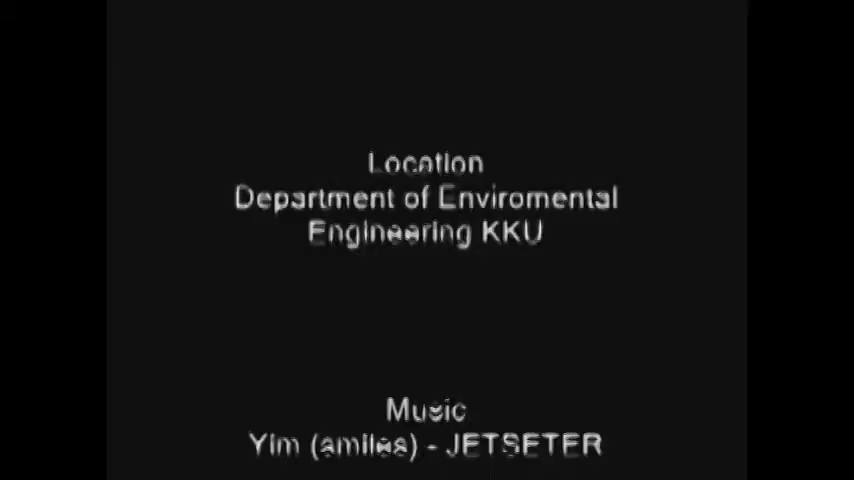 Location
Department of Enviromental
Engineering KKU
Music
Yim (smiles) - JETSETER